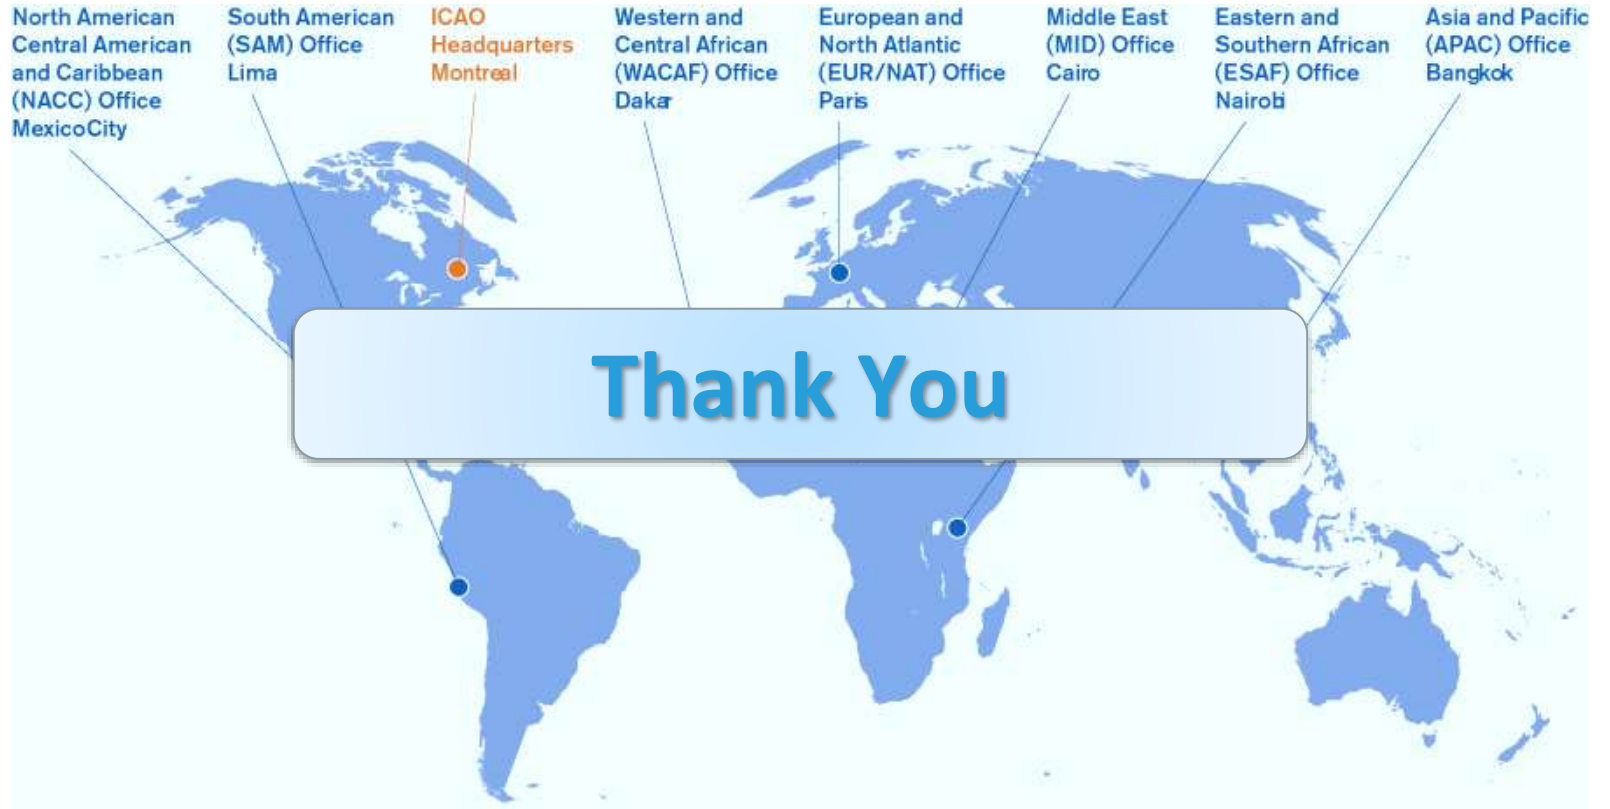 North American
Central American
and Caribbean
(NACC) Office
MexicoCity
South American
(SAM) Office
Lima
ICAO
Headquarters
Montreal
Western and
Central African
(WACAF) Office
Dakar
European and
North Atlantic
(EUR/NAT) Office
Paris
Middle East
(MID) Office
Cairo
Eastern and
Southern African
(ESAF) Office
Nairobi
Asia and Pacific
(APAC) Office
Bangkok
Thank You